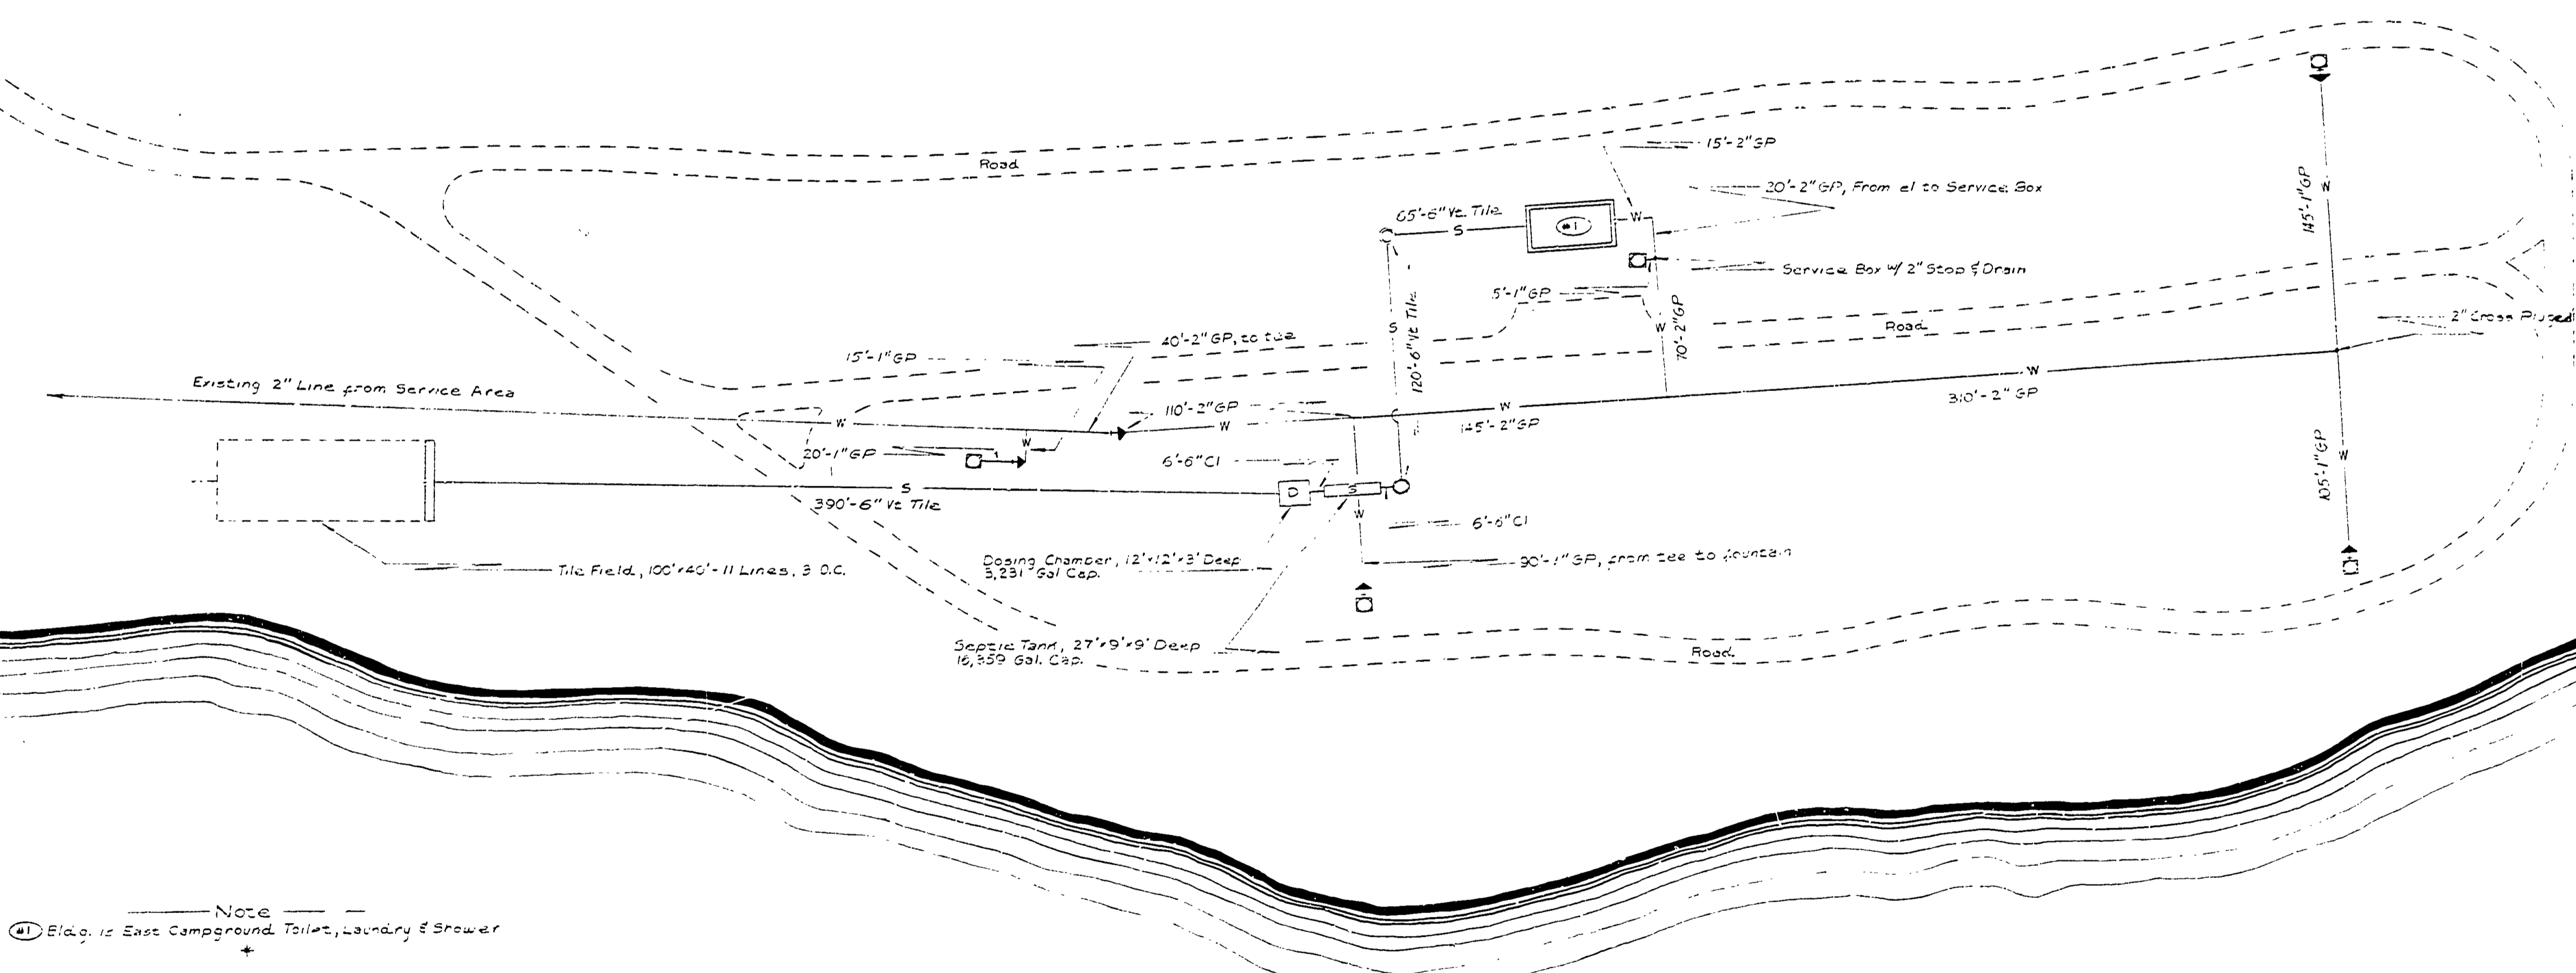 Road
15'-2" GP
20'-2" GP, From el to Service Box
65'-6" Vt. Tile
S
#1
W
145'-1" GP
W
Service Box w/ 2" Stop & Drain
5'-1" GP
120'-6" Vt Tile
S
W
70'-2" GP
Road
2" Cross Pluged
40'-2" GP, to tee
15'-1" GP
Existing 2" Line from Service Area
W
110'-2" GP
W
W
145'-2" GP
W
310'-2" GP
W
20'-1" GP
6'-6" CI
W
105'-1" GP
S
390'-6" Vt Tile
D
S
W
6'-6" CI
Dosing Chamber, 12'x12'x3' Deep
3,231 Gal Cap.
90'-1" GP, from tee to fountain
Tile Field, 100'x40'-11 Lines, 3 O.C.
Septic Tank, 27'x9'x9' Deep
16,359 Gal. Cap.
Road.
Note
#1 Bldg. is East Campground Toilet, Laundry & Shower